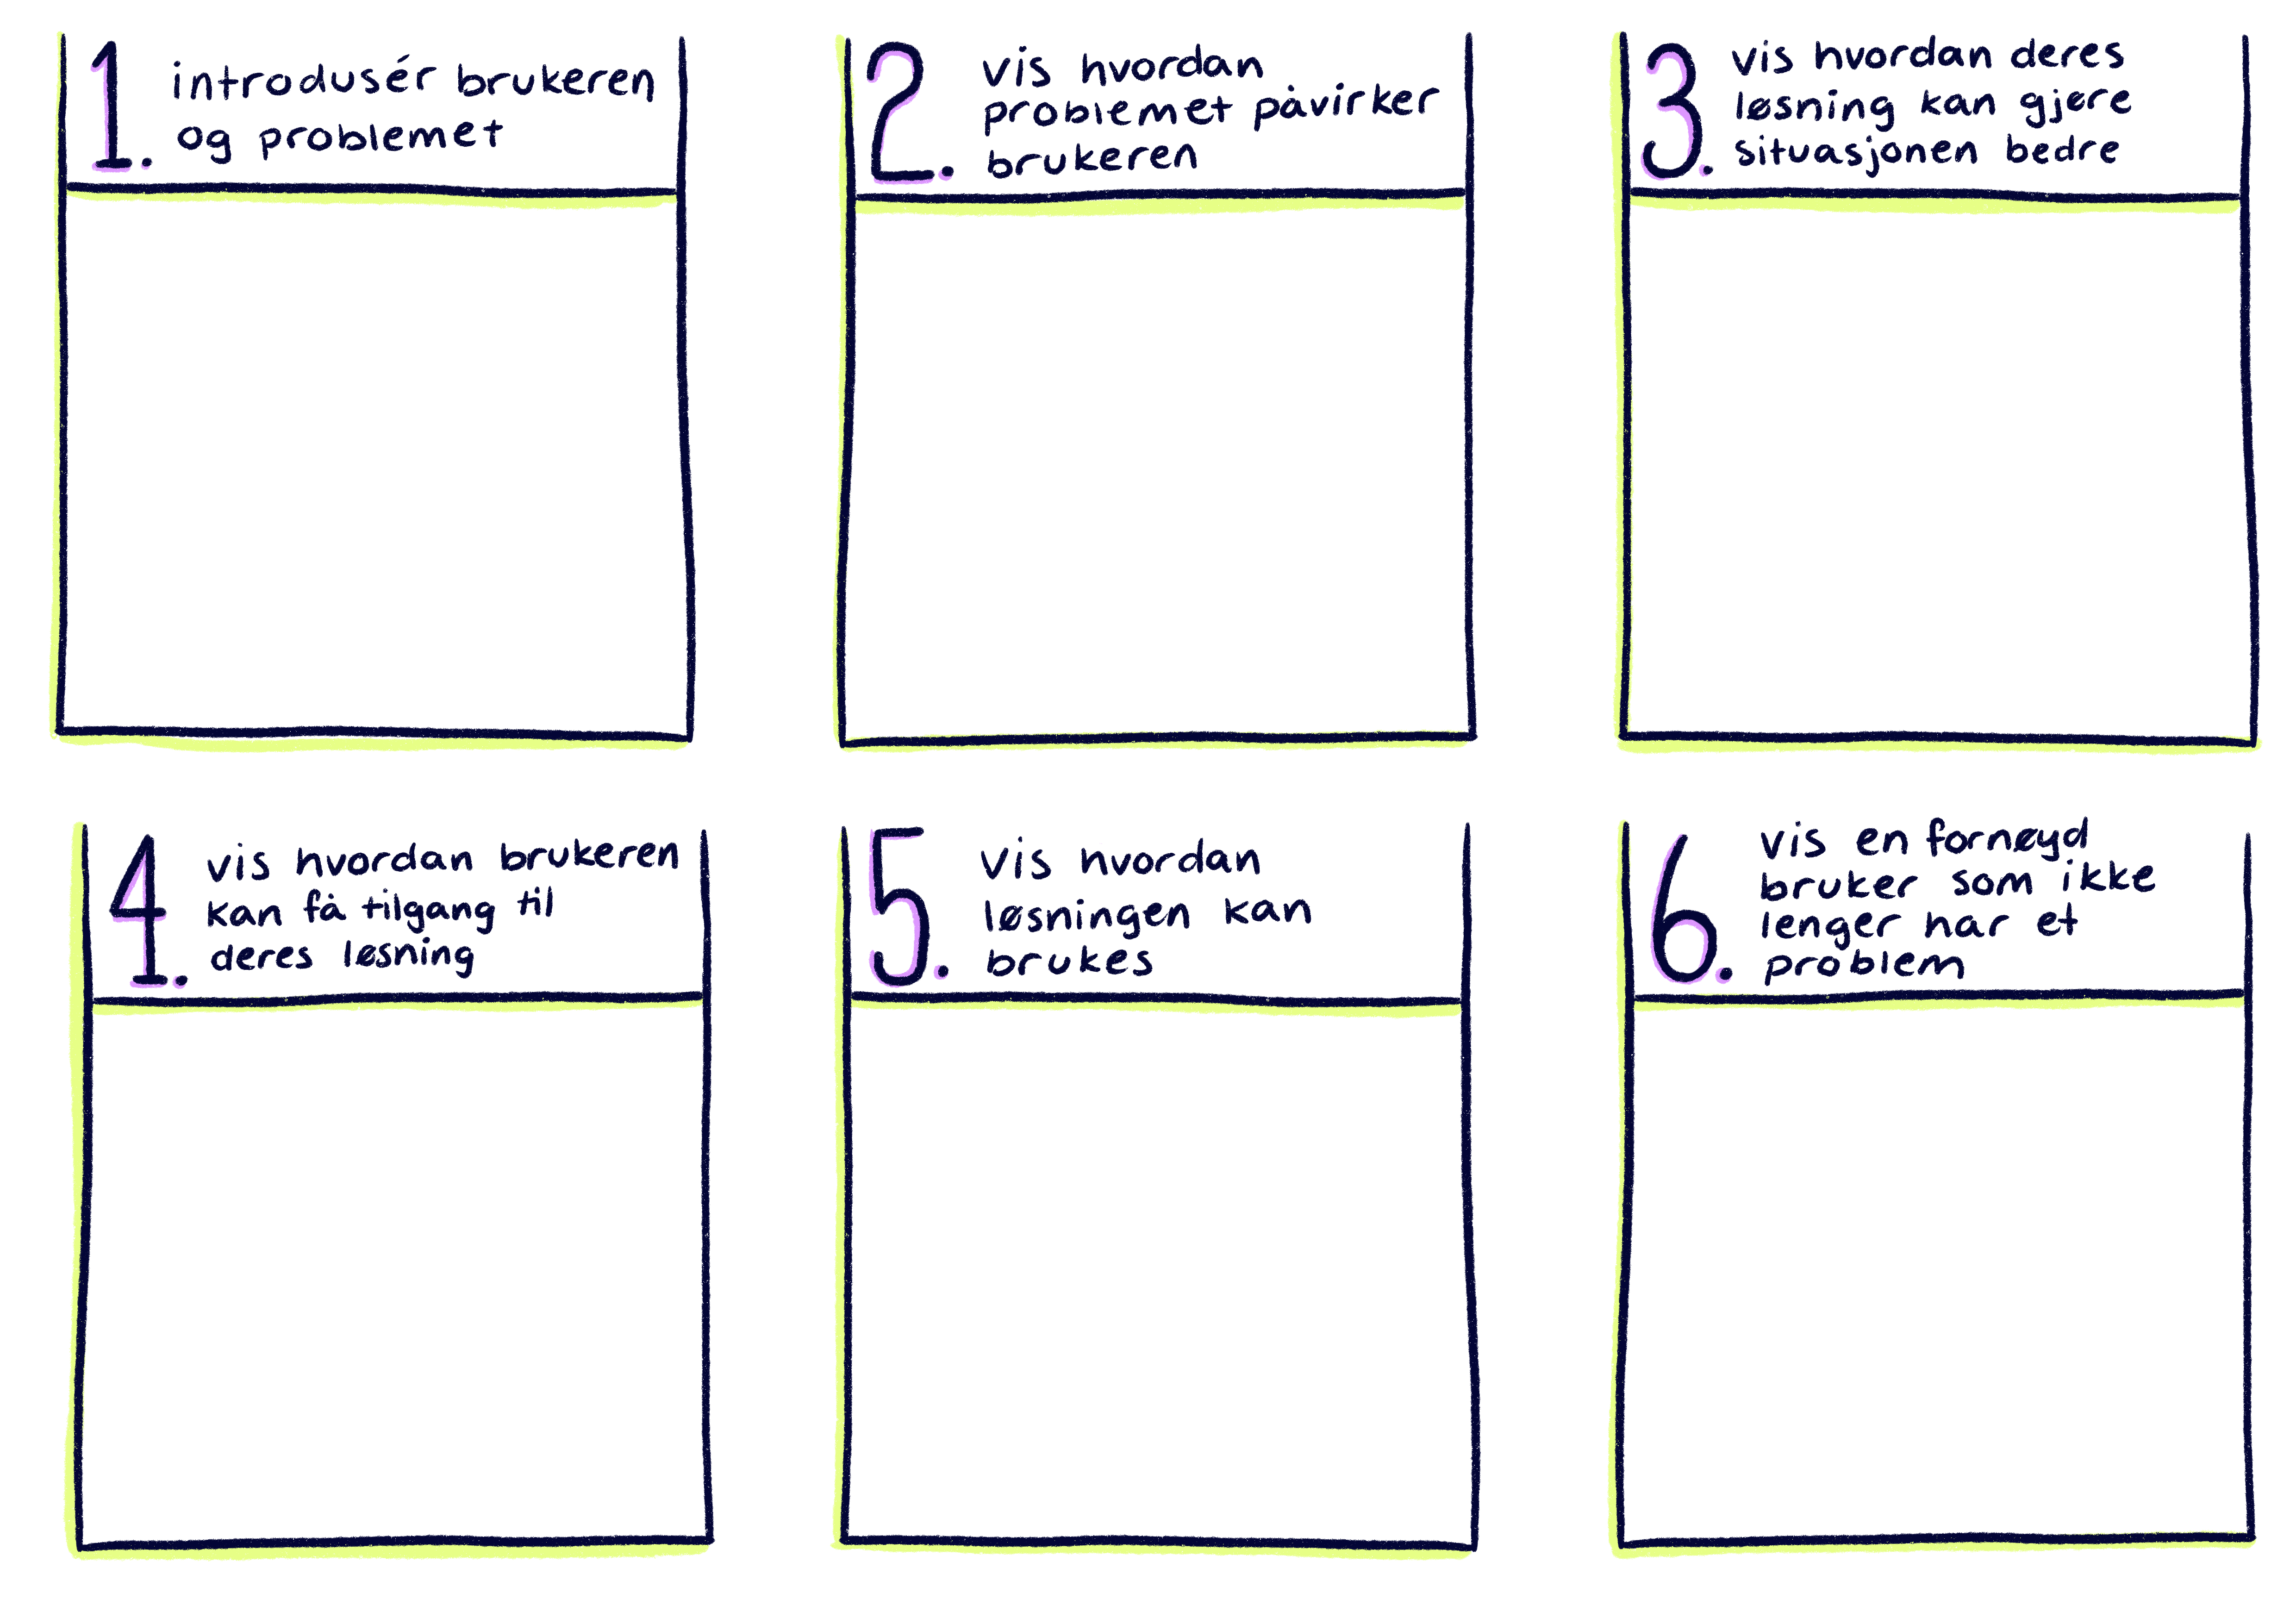 1. introdusér brukeren
og problemet
2. vis hvordan
problemet påvirker
brukeren
3. vis hvordan deres
løsning kan gjøre
situasjonen bedre
4. vis hvordan brukeren
kan få tilgang til
deres løsning
5. vis hvordan
løsningen kan
brukes
6. vis en fornøyd
bruker som ikke
lenger har et
problem